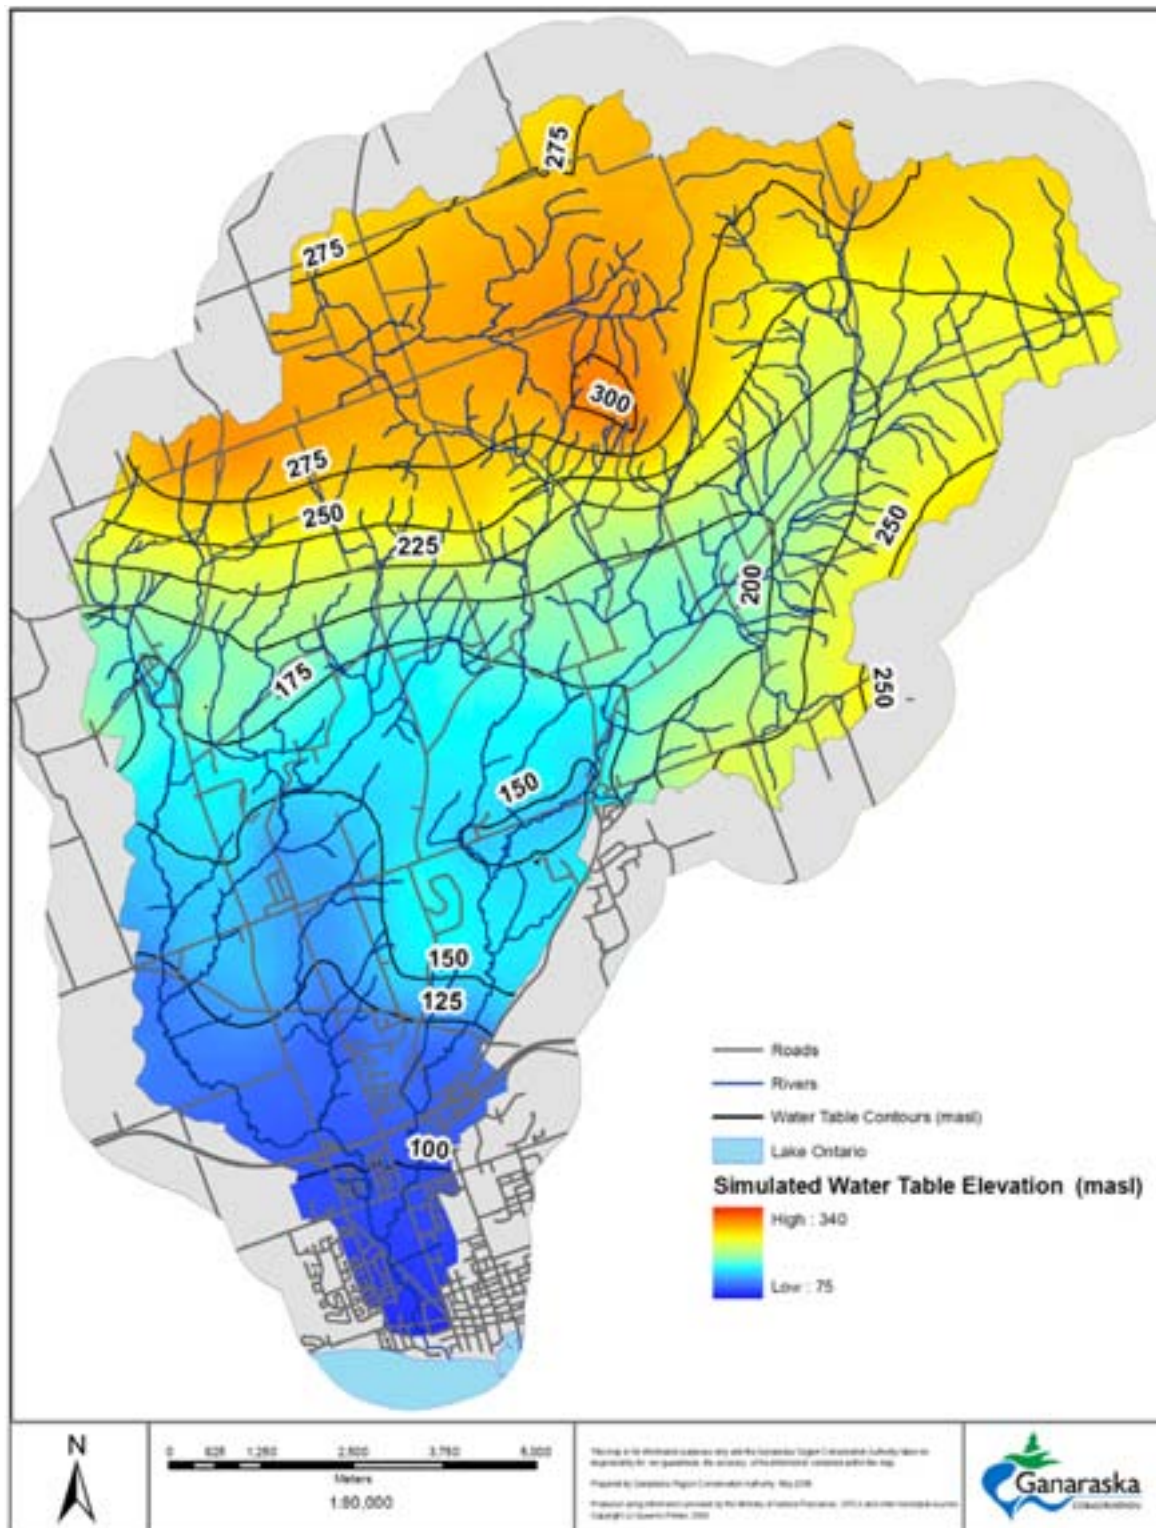 275
275
300
275
250
225
250
200
175
250
150
150
125
100
Roads
Rivers
Water Table Contours (masl)
Lake Ontario
Simulated Water Table Elevation (masl)
High : 340
Low : 75
N
0 625 1,250 2,500 3,750 5,000
Meters
1:90,000
Ganaraska
CONSERVATION